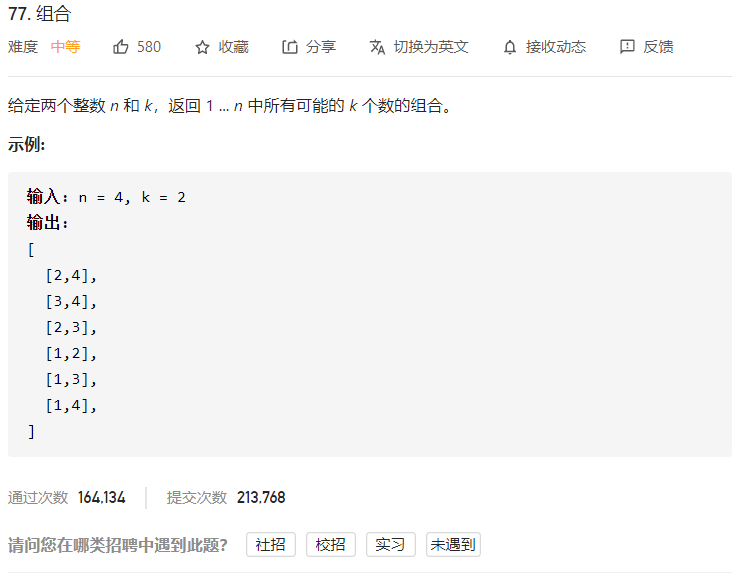 77. 组合
难度 中等 580 收藏 分享 切换为英文 接收动态 反馈
给定两个整数 n 和 k，返回 1 ... n 中所有可能的 k 个数的组合。
示例:
输入: n = 4, k = 2
输出:
[
[2,4],
[3,4],
[2,3],
[1,2],
[1,3],
[1,4],
]
通过次数 164,134 提交次数 213,768
请问您在哪类招聘中遇到此题? 社招 校招 实习 未遇到